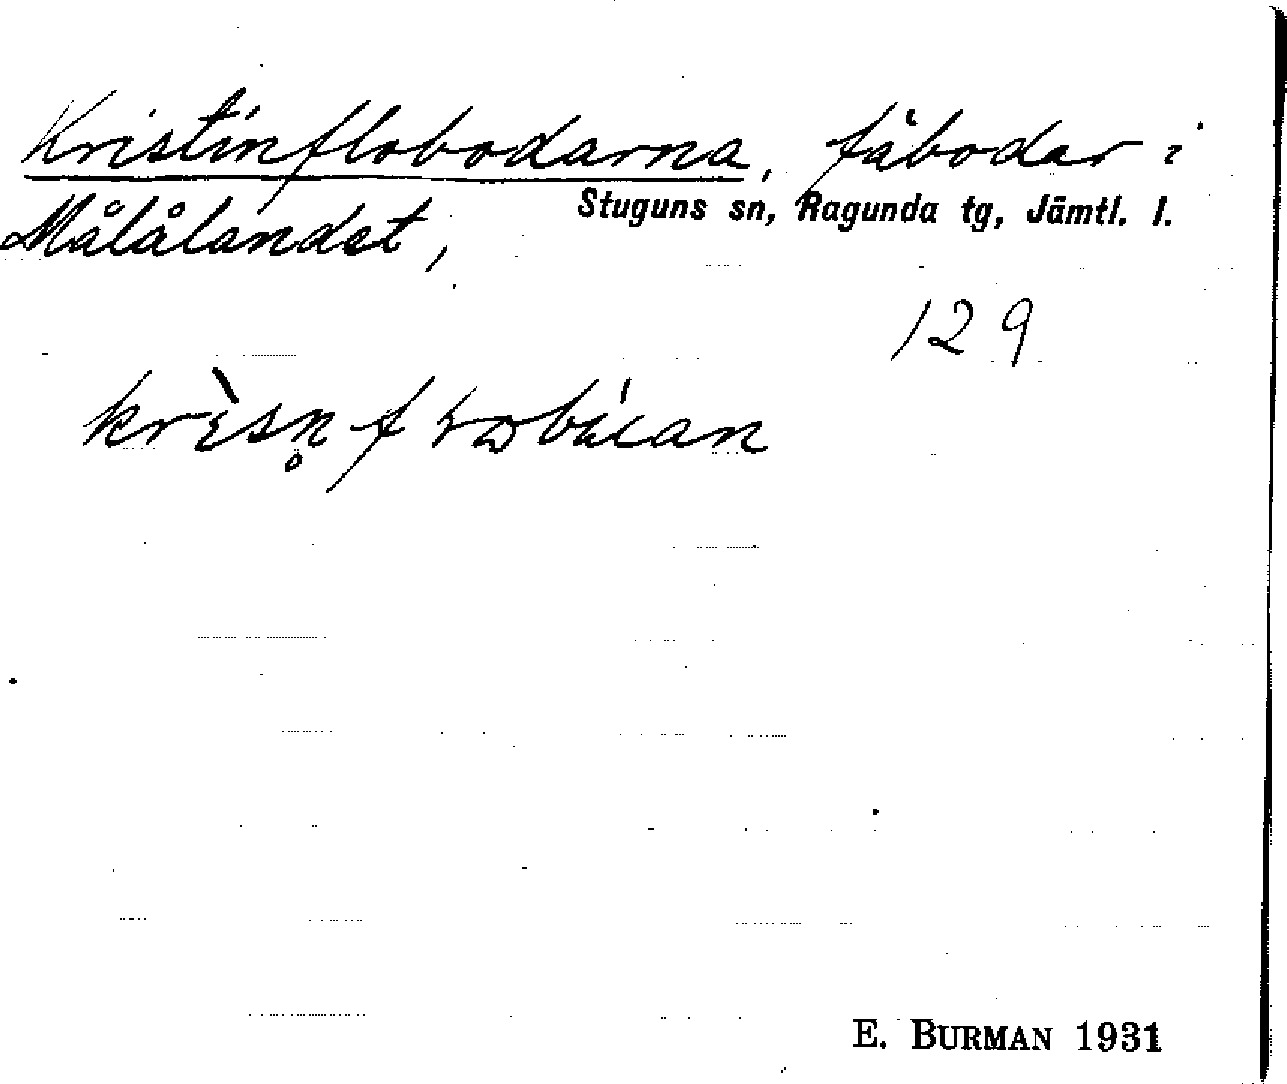 Kristinflobodarna, fäbodar i
Stuguns sn, Ragunda tg, Jämtl. l.
Målålandet,
129
E. BURMAN 1931